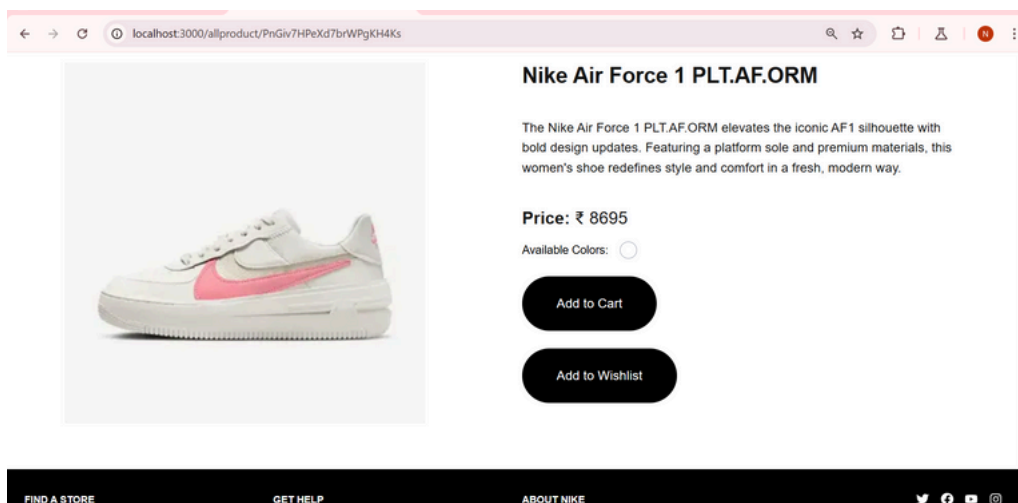 localhost:3000/allproduct/PnGiv7HPeXd7brWPgKH4Ks
N
Nike Air Force 1 PLT.AF.ORM
The Nike Air Force 1 PLT.AF.ORM elevates the iconic AF1 silhouette with
bold design updates. Featuring a platform sole and premium materials, this
women's shoe redefines style and comfort in a fresh, modern way.
Price: ₹ 8695
Available Colors:
Add to Cart
Add to Wishlist
FIND A STORE
GET HELP
ABOUT NIKE